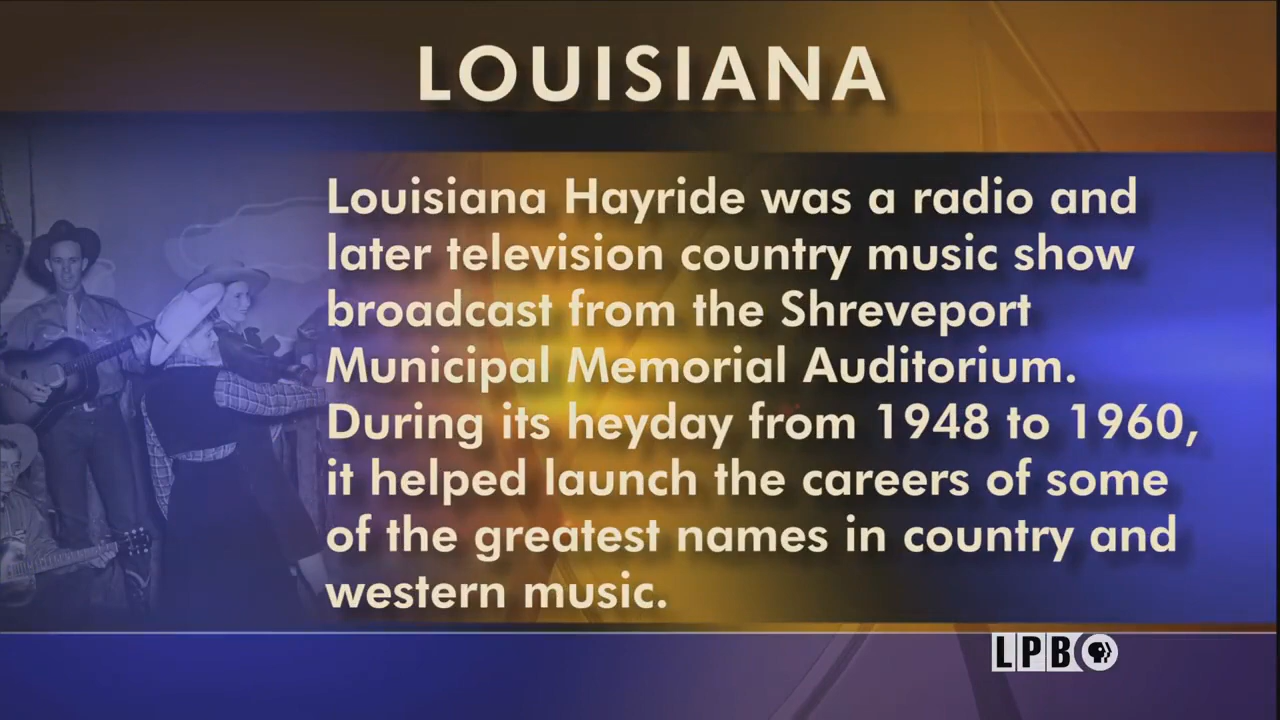 LOUISIANA
Louisiana Hayride was a radio and
later television country music show
broadcast from the Shreveport
Municipal Memorial Auditorium.
During its heyday from 1948 to 1960,
it helped launch the careers of some
of the greatest names in country and
western music.
LPB